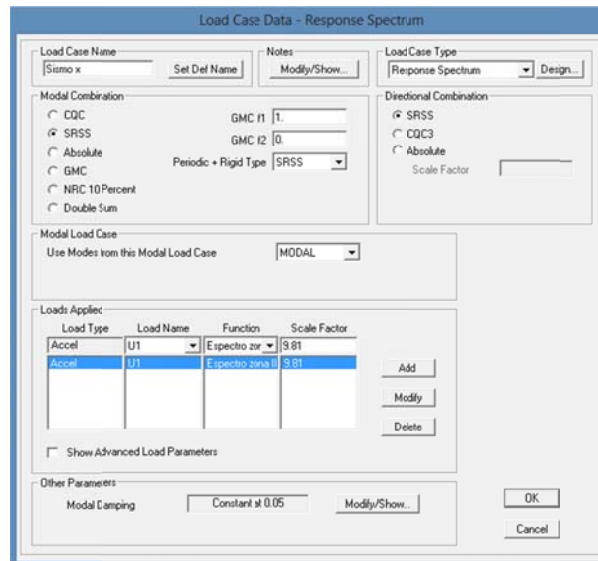 Load Case Data - Response Spectrum
Load Case Name
Notes
Load Case Type
Sismo x
Set Def Name
Modify/Show...
Response Spectrum
Design...
Modal Combination
Directional Combination
CQC
SRSS
Absolute
GMC
NRC 10 Percent
Double Sum
GMC f1
1.
GMC f2
0.
Periodic + Rigid Type
SRSS
SRSS
CQC3
Absolute
Scale Factor
Modal Load Case
Use Modes from this Modal Load Case
MODAL
Loads Applied
Load Type Load Name Function Scale Factor
Accel U1 Espectro zor 9.81
Accel U1 Espectro zona II 9.81
Add
Modify
Delete
Show Advanced Load Parameters
Other Parameters
Modal Damping
Constant at 0.05
Modify/Show...
OK
Cancel